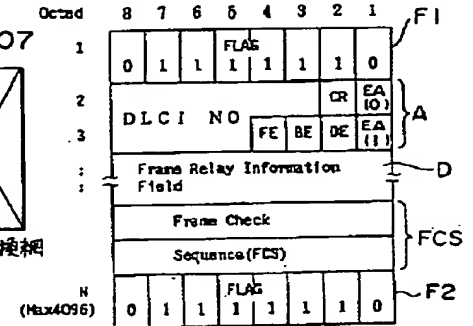 Octad 8 7 6 5 4 3 2 1
F1
07
1 FLAG
0 1 1 1 1 1 1 0
2 CR EA (0)
A
DLCI NO
3 FE BE DE EA (1)
: Frame Relay Information
: Field
D
換網
Frame Check
FCS
Sequence(FCS)
N FLAG
F2
(Max4096) 0 1 1 1 1 1 1 0